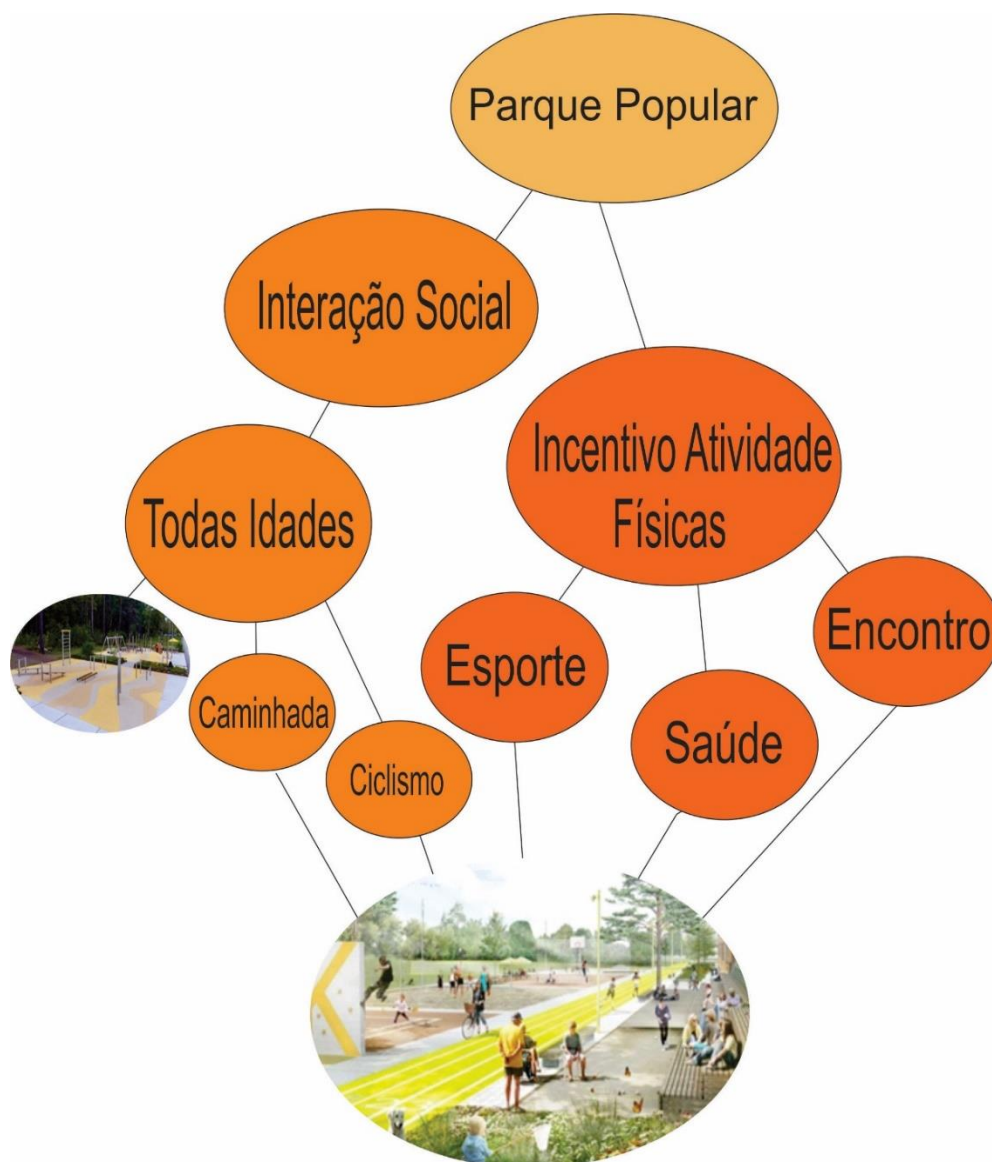 Parque Popular
Interação Social
Incentivo Atividade
Físicas
Todas Idades
Encontro
Esporte
Caminhada
Saúde
Ciclismo